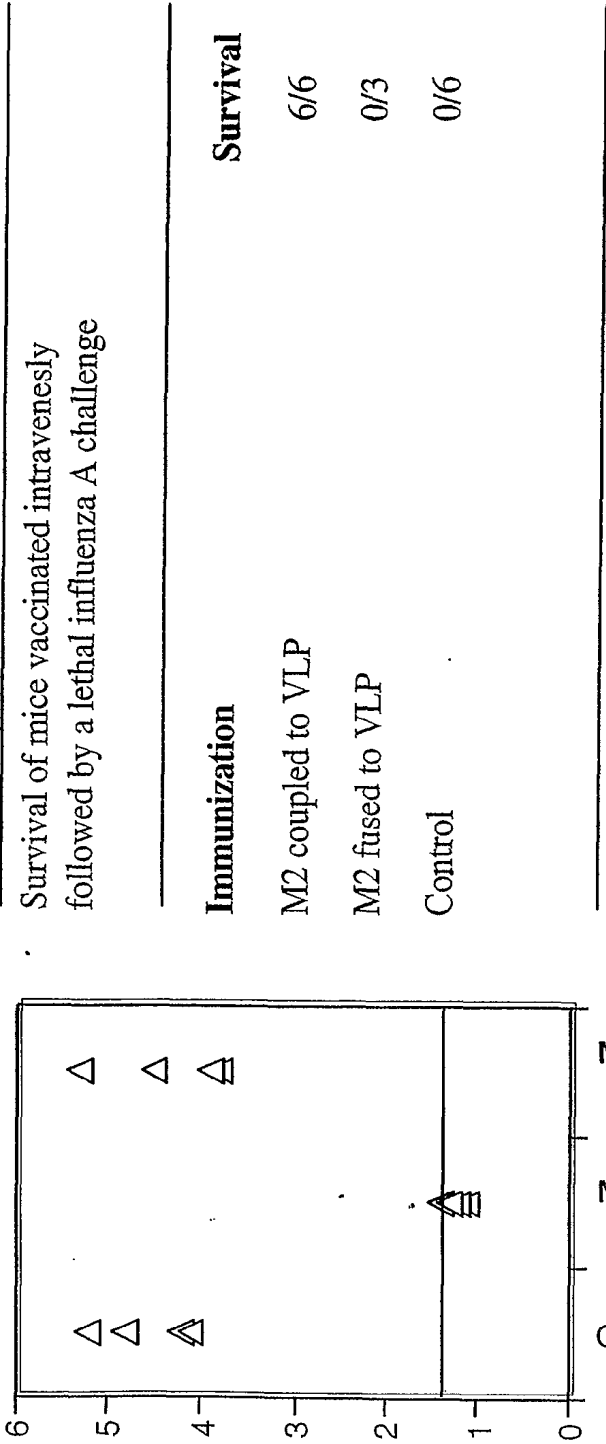 Survival of mice vaccinated intravenesly
followed by a lethal influenza A challenge
Immunization Survival
M2 coupled to VLP 6/6
M2 fused to VLP 0/3
Control 0/6
6
5
4
3
2
1
0